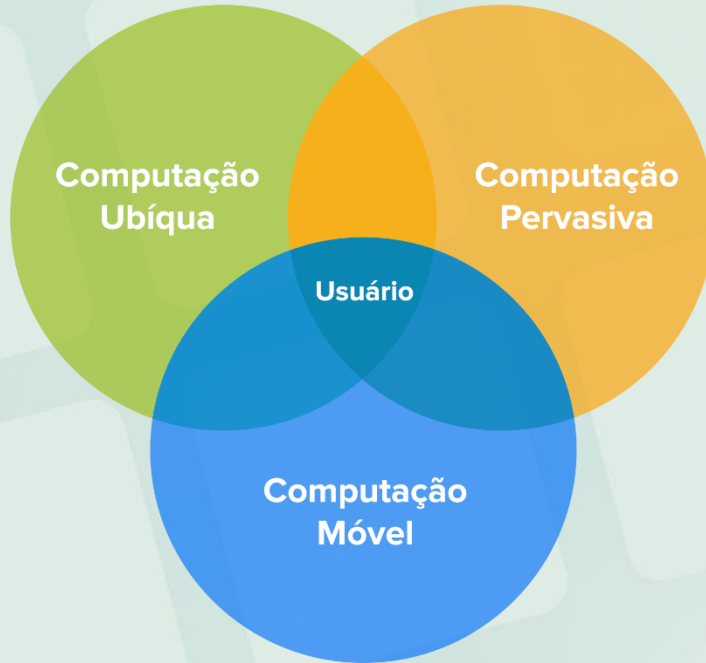 Computação
Ubíqua
Computação
Pervasiva
Usuário
Computação
Móvel